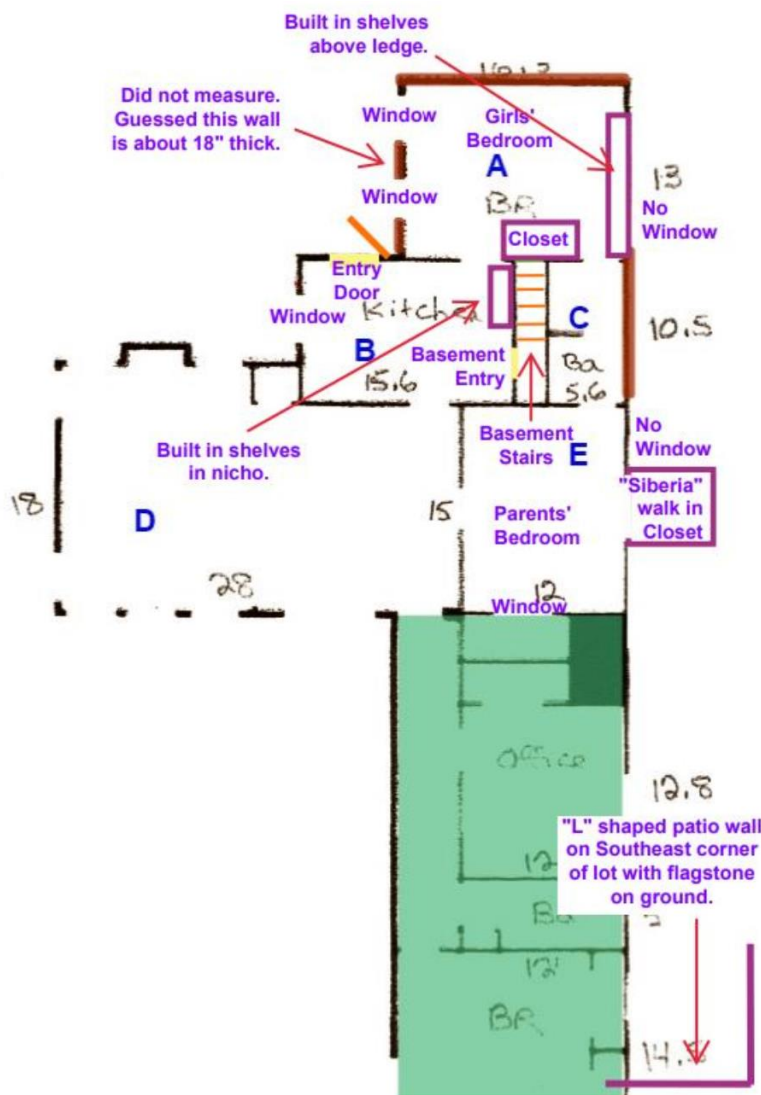 Built in shelves
above ledge.
Did not measure.
Guessed this wall
is about 18" thick.
Window
Girls'
Bedroom
A
13
Window
BR
No
Window
Closet
Entry
Door
Window
Kitchen
C
10.5
B
Basement
Entry
Ba
15.6
5.6
Built in shelves
in nicho.
Basement
Stairs
E
No
Window
"Siberia"
walk in
Closet
18
D
15
Parents'
Bedroom
28
12
Window
Office
12.8
"L" shaped patio wall
on Southeast corner
of lot with flagstone
on ground.
12
Ba
12'
BR